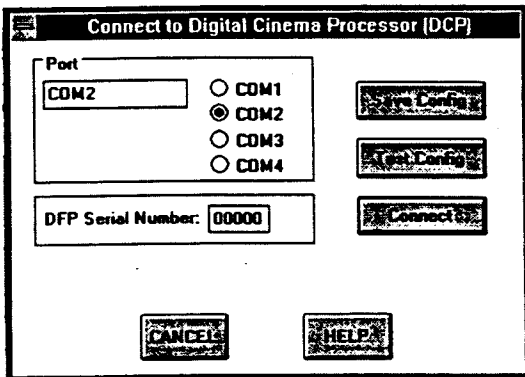 Connect to Digital Cinema Processor (DCP)
Port
COM2
COM1
COM2
COM3
COM4
Save Config
Test Config
DFP Serial Number: 00000
Connect
CANCEL
HELP